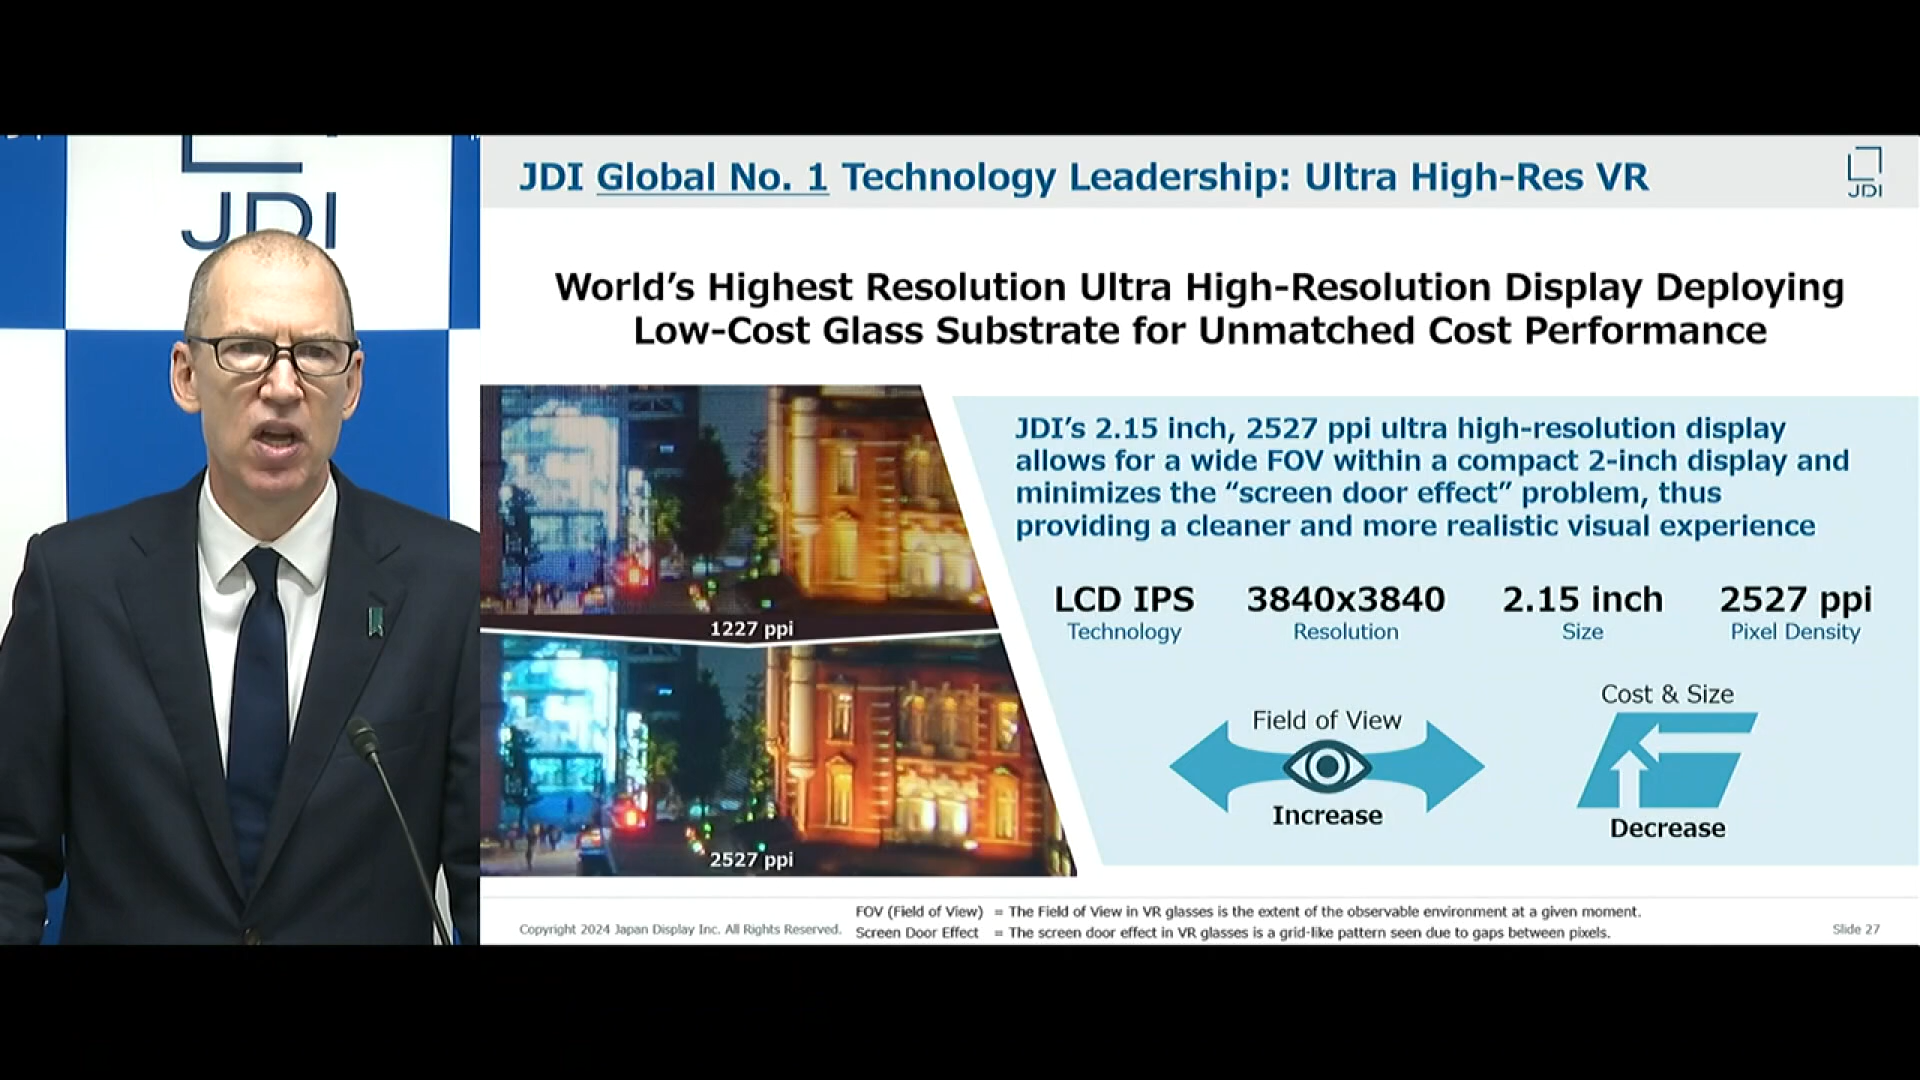 JDI
JDI Global No. 1 Technology Leadership: Ultra High-Res VR
JDI
World’s Highest Resolution Ultra High-Resolution Display Deploying
Low-Cost Glass Substrate for Unmatched Cost Performance
1227 ppi
2527 ppi
JDI’s 2.15 inch, 2527 ppi ultra high-resolution display
allows for a wide FOV within a compact 2-inch display and
minimizes the “screen door effect” problem, thus
providing a cleaner and more realistic visual experience
LCD IPS 3840x3840 2.15 inch 2527 ppi
Technology Resolution Size Pixel Density
Field of View
Increase
Cost & Size
Decrease
FOV (Field of View) = The Field of View in VR glasses is the extent of the observable environment at a given moment.
Screen Door Effect = The screen door effect in VR glasses is a grid-like pattern seen due to gaps between pixels.
Copyright 2024 Japan Display Inc. All Rights Reserved.
Slide 27